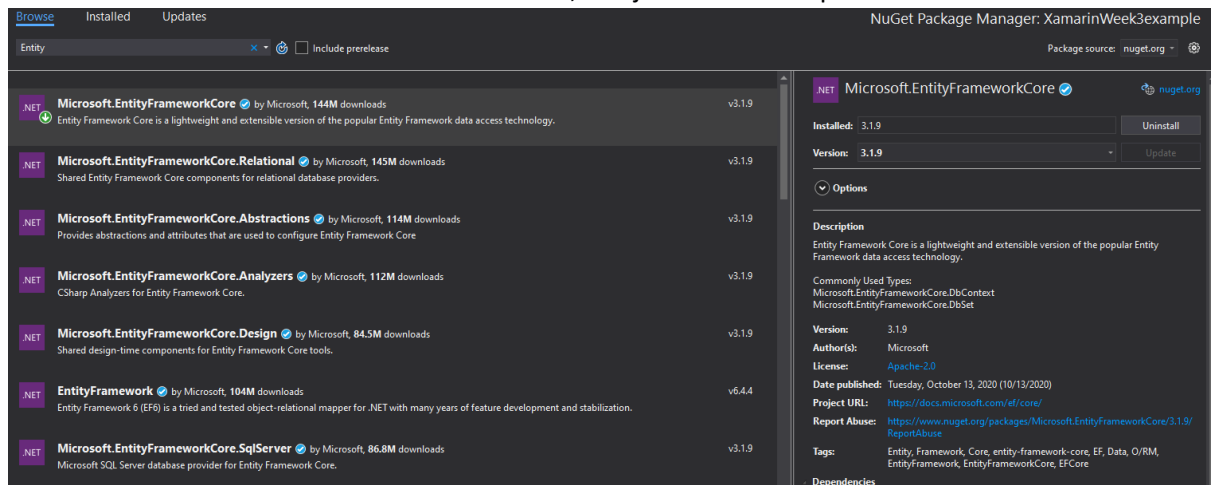 Browse Installed Updates
NuGet Package Manager: XamarinWeek3example
Entity
Include prerelease
Package source: nuget.org
.NET
Microsoft.EntityFrameworkCore by Microsoft, 144M downloads
v3.1.9
Entity Framework Core is a lightweight and extensible version of the popular Entity Framework data access technology.
.NET
Microsoft.EntityFrameworkCore.Relational by Microsoft, 145M downloads
v3.1.9
Shared Entity Framework Core components for relational database providers.
.NET
Microsoft.EntityFrameworkCore.Abstractions by Microsoft, 114M downloads
v3.1.9
Provides abstractions and attributes that are used to configure Entity Framework Core
.NET
Microsoft.EntityFrameworkCore.Analyzers by Microsoft, 112M downloads
v3.1.9
CSharp Analyzers for Entity Framework Core.
.NET
Microsoft.EntityFrameworkCore.Design by Microsoft, 84.5M downloads
v3.1.9
Shared design-time components for Entity Framework Core tools.
.NET
EntityFramework by Microsoft, 104M downloads
v6.4.4
Entity Framework 6 (EF6) is a tried and tested object-relational mapper for .NET with many years of feature development and stabilization.
.NET
Microsoft.EntityFrameworkCore.SqlServer by Microsoft, 86.8M downloads
v3.1.9
Microsoft SQL Server database provider for Entity Framework Core.
.NET
Microsoft.EntityFrameworkCore
nuget.org
Installed: 3.1.9
Uninstall
Version: 3.1.9
Update
Options
Description
Entity Framework Core is a lightweight and extensible version of the popular Entity
Framework data access technology.
Commonly Used Types:
Microsoft.EntityFrameworkCore.DbContext
Microsoft.EntityFrameworkCore.DbSet
Version: 3.1.9
Author(s): Microsoft
License: Apache-2.0
Date published: Tuesday, October 13, 2020 (10/13/2020)
Project URL: https://docs.microsoft.com/ef/core/
Report Abuse: https://www.nuget.org/packages/Microsoft.EntityFrameworkCore/3.1.9/
ReportAbuse
Tags: Entity, Framework, Core, entity-framework-core, EF, Data, O/RM,
EntityFramework, EntityFrameworkCore, EFCore
Dependencies